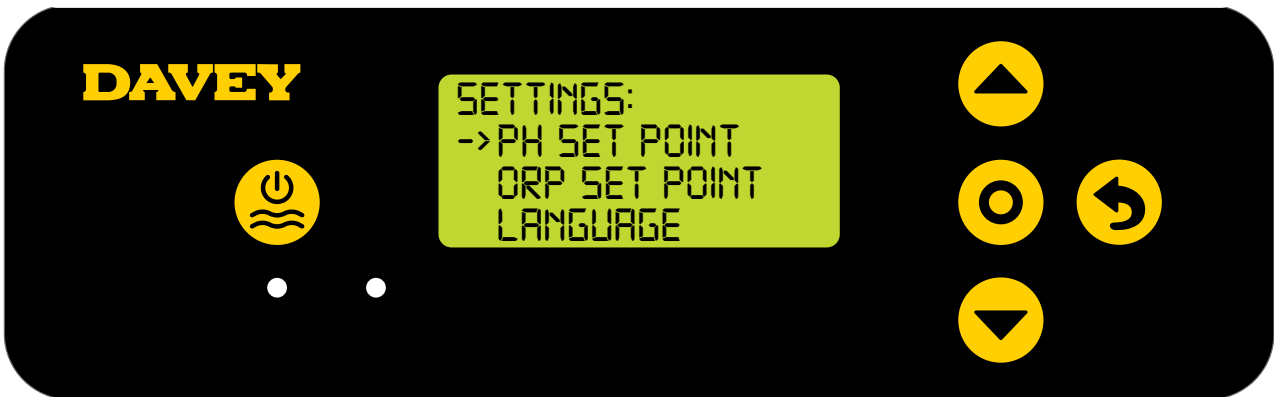 DAVEY
SETTINGS:
->PH SET POINT
ORP SET POINT
LANGUAGE